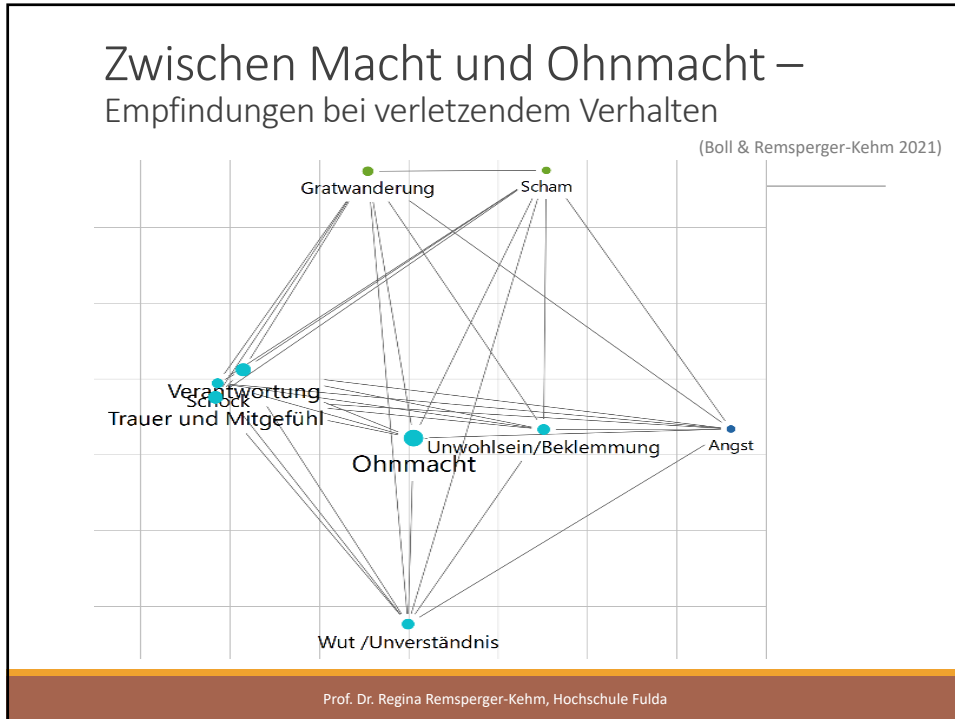 Zwischen Macht und Ohnmacht –
Empfindungen bei verletzendem Verhalten
(Boll & Remsperger-Kehm 2021)
Gratwanderung
Scham
Verantwortung
Schock
Trauer und Mitgefühl
Unwohlsein/Beklemmung
Angst
Ohnmacht
Wut /Unverständnis
Prof. Dr. Regina Remsperger-Kehm, Hochschule Fulda